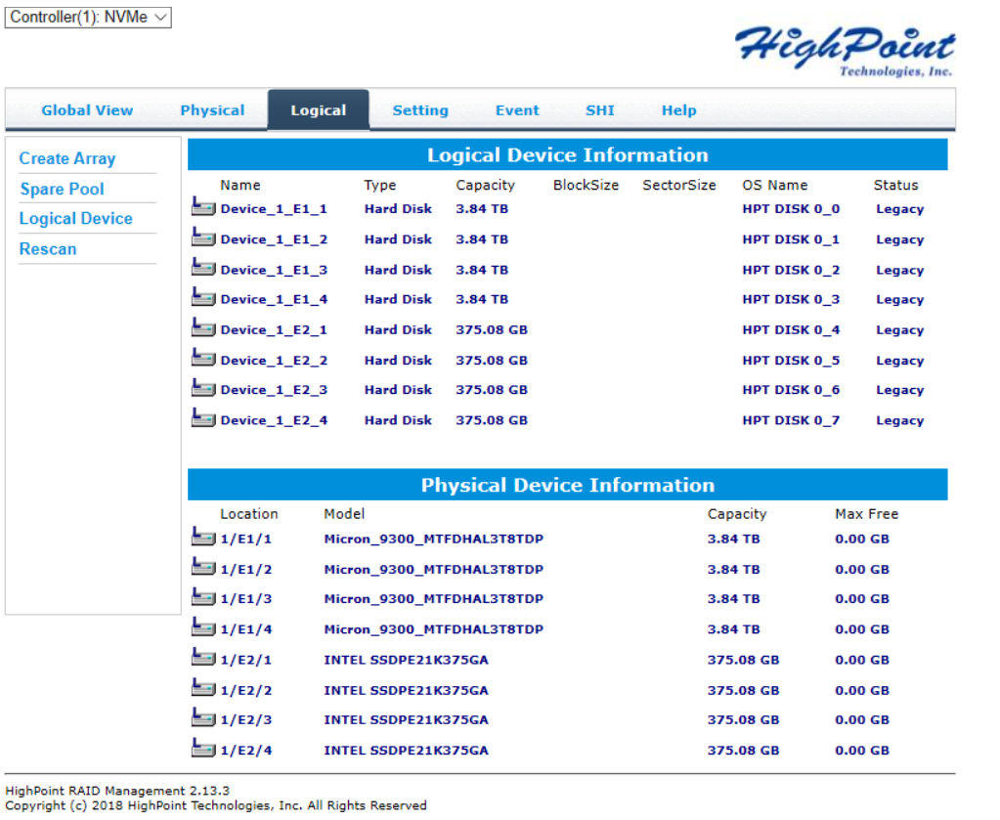 Controller(1): NVMe
HighPoint
Technologies, Inc.
Global View Physical Logical Setting Event SHI Help
Create Array
Spare Pool
Logical Device
Rescan
Logical Device Information
Name Type Capacity BlockSize SectorSize OS Name Status
Device_1_E1_1 Hard Disk 3.84 TB HPT DISK 0_0 Legacy
Device_1_E1_2 Hard Disk 3.84 TB HPT DISK 0_1 Legacy
Device_1_E1_3 Hard Disk 3.84 TB HPT DISK 0_2 Legacy
Device_1_E1_4 Hard Disk 3.84 TB HPT DISK 0_3 Legacy
Device_1_E2_1 Hard Disk 375.08 GB HPT DISK 0_4 Legacy
Device_1_E2_2 Hard Disk 375.08 GB HPT DISK 0_5 Legacy
Device_1_E2_3 Hard Disk 375.08 GB HPT DISK 0_6 Legacy
Device_1_E2_4 Hard Disk 375.08 GB HPT DISK 0_7 Legacy
Physical Device Information
Location Model Capacity Max Free
1/E1/1 Micron_9300_MTFDHAL3T8TDP 3.84 TB 0.00 GB
1/E1/2 Micron_9300_MTFDHAL3T8TDP 3.84 TB 0.00 GB
1/E1/3 Micron_9300_MTFDHAL3T8TDP 3.84 TB 0.00 GB
1/E1/4 Micron_9300_MTFDHAL3T8TDP 3.84 TB 0.00 GB
1/E2/1 INTEL SSDPE21K375GA 375.08 GB 0.00 GB
1/E2/2 INTEL SSDPE21K375GA 375.08 GB 0.00 GB
1/E2/3 INTEL SSDPE21K375GA 375.08 GB 0.00 GB
1/E2/4 INTEL SSDPE21K375GA 375.08 GB 0.00 GB
HighPoint RAID Management 2.13.3
Copyright (c) 2018 HighPoint Technologies, Inc. All Rights Reserved